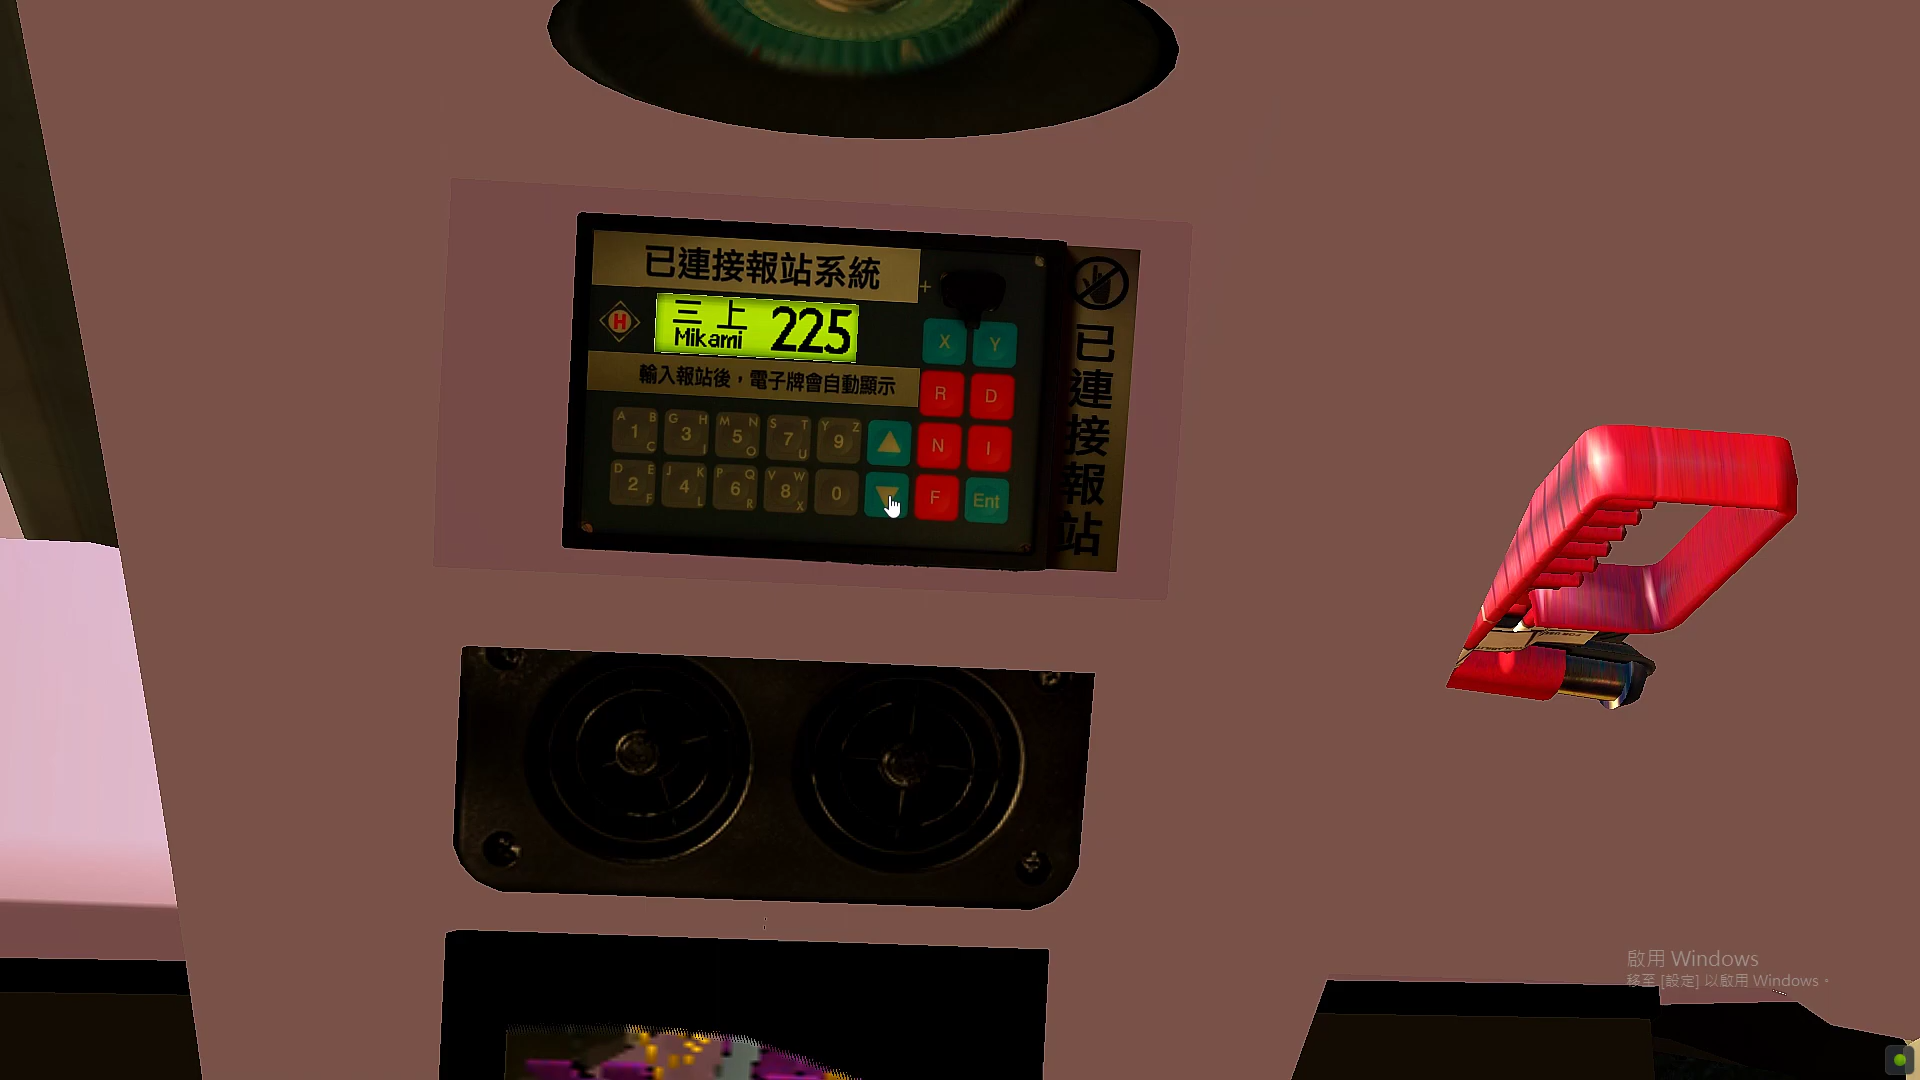 已連接報站系統
H
三上 225
Mikami
輸入報站後，電子牌會自動顯示
X Y
R D
N I
F Ent
A 1 B C
G 3 H I
M 5 N O
S 7 T U
Y 9 Z
D 2 E F
J 4 K L
P 6 Q R
V 8 W X
0
已連接報站
啟用 Windows
移至 [設定] 以啟用 Windows。